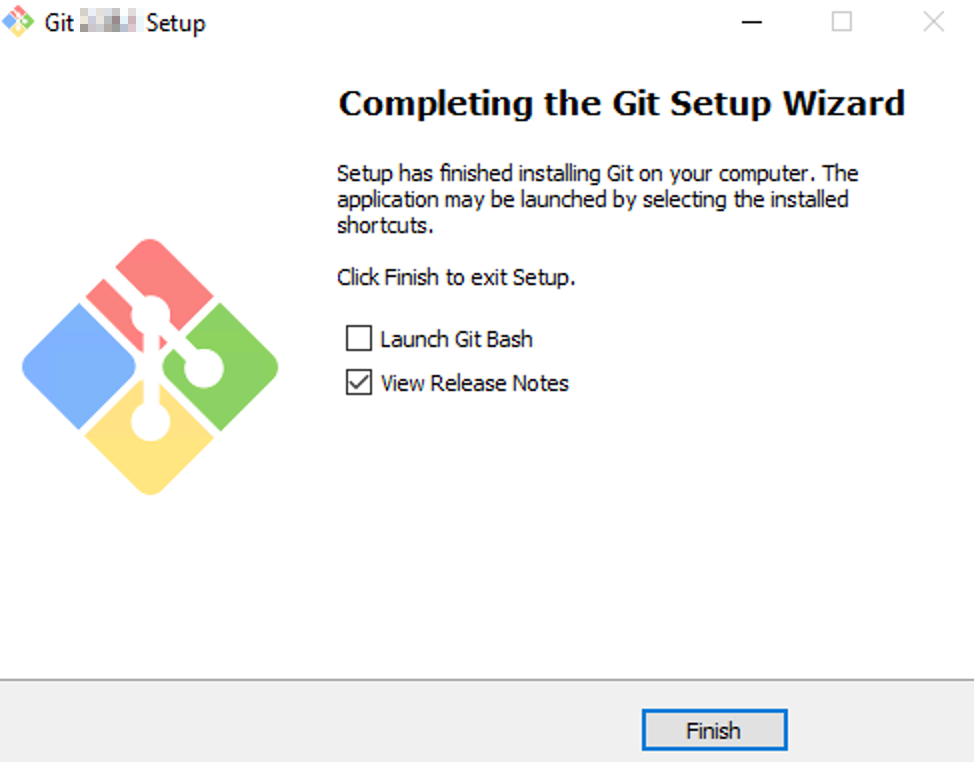 Git Setup
Completing the Git Setup Wizard
Setup has finished installing Git on your computer. The
application may be launched by selecting the installed
shortcuts.
Click Finish to exit Setup.
Launch Git Bash
View Release Notes
Finish